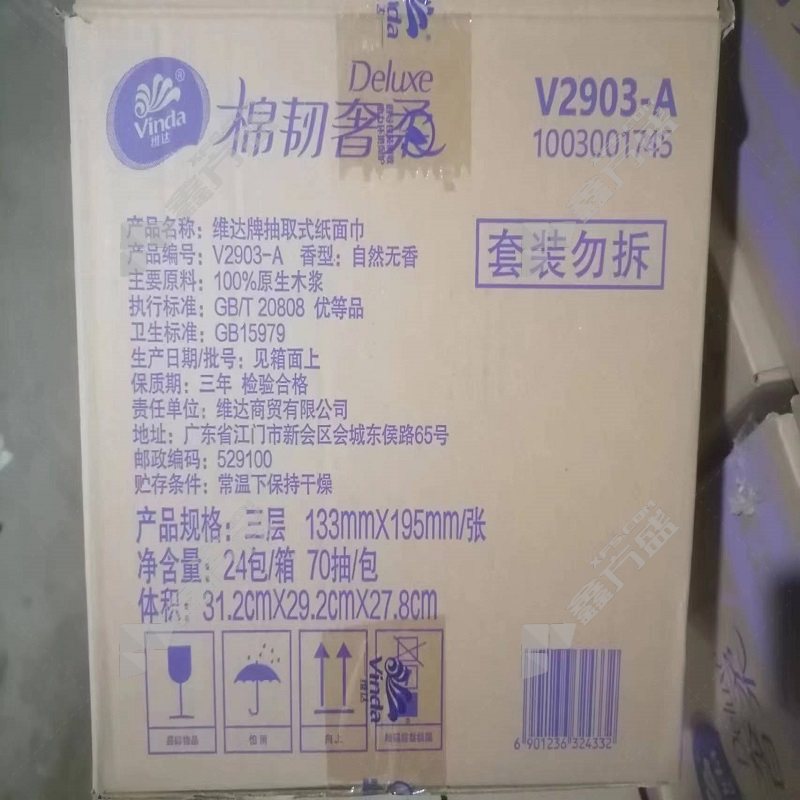 Vinda
维达
Deluxe
棉韧奢柔
V2903-A
1003001745
产品名称：维达牌抽取式纸面巾
产品编号：V2903-A 香型：自然无香
主要原料：100%原生木浆
执行标准：GB/T 20808 优等品
卫生标准：GB15979
生产日期/批号：见箱面上
保质期：三年 检验合格
责任单位：维达商贸有限公司
地址：广东省江门市新会区会城东侯路65号
邮政编码：529100
贮存条件：常温下保持干燥
套装勿拆
产品规格：三层 133mmX195mm/张
净含量：24包/箱 70抽/包
体积：31.2cmX29.2cmX27.8cm
怕雨
向上
Vinda
维达
6 901236 324332
鑫方盛